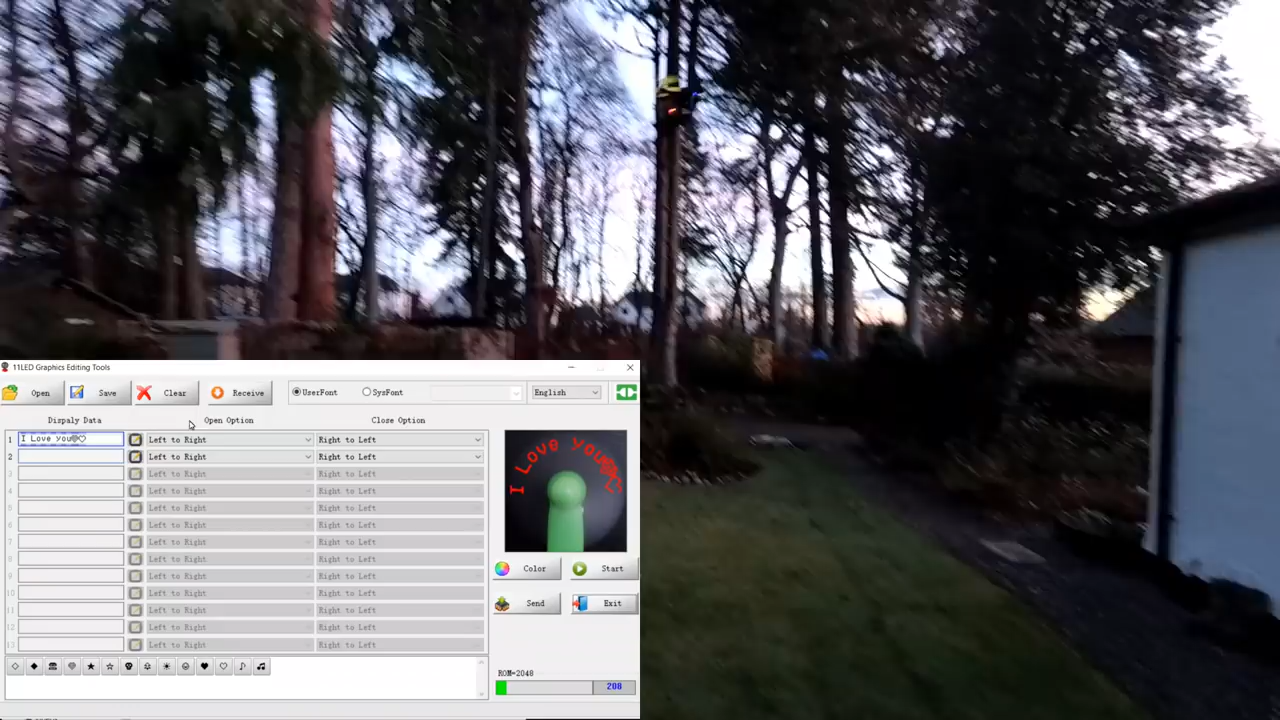 11LED Graphics Editing Tools
Open Save Clear Receive UserFont SysFont English
Dispaly Data Open Option Close Option
1 I Love you♥♡ Left to Right Right to Left
2 Left to Right Right to Left
3 Left to Right Right to Left
4 Left to Right Right to Left
5 Left to Right Right to Left
6 Left to Right Right to Left
7 Left to Right Right to Left
8 Left to Right Right to Left
9 Left to Right Right to Left
10 Left to Right Right to Left
11 Left to Right Right to Left
12 Left to Right Right to Left
13 Left to Right Right to Left
I Love you
Color Start
Send Exit
ROM=2048
208